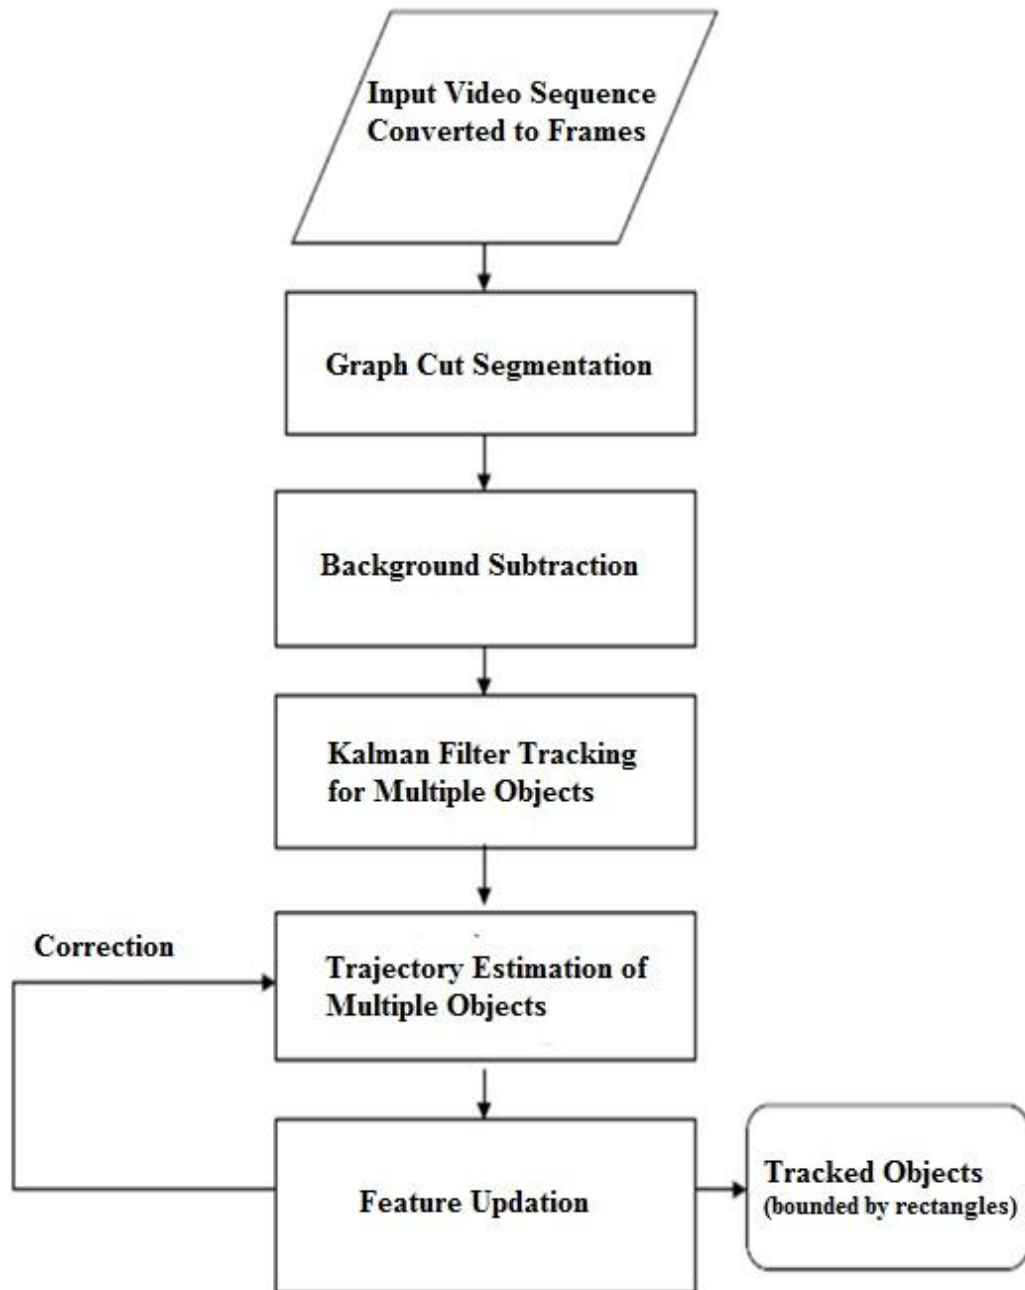 Input Video Sequence
Converted to Frames
Graph Cut Segmentation
Background Subtraction
Kalman Filter Tracking
for Multiple Objects
Correction
Trajectory Estimation of
Multiple Objects
Feature Updation
Tracked Objects
(bounded by rectangles)